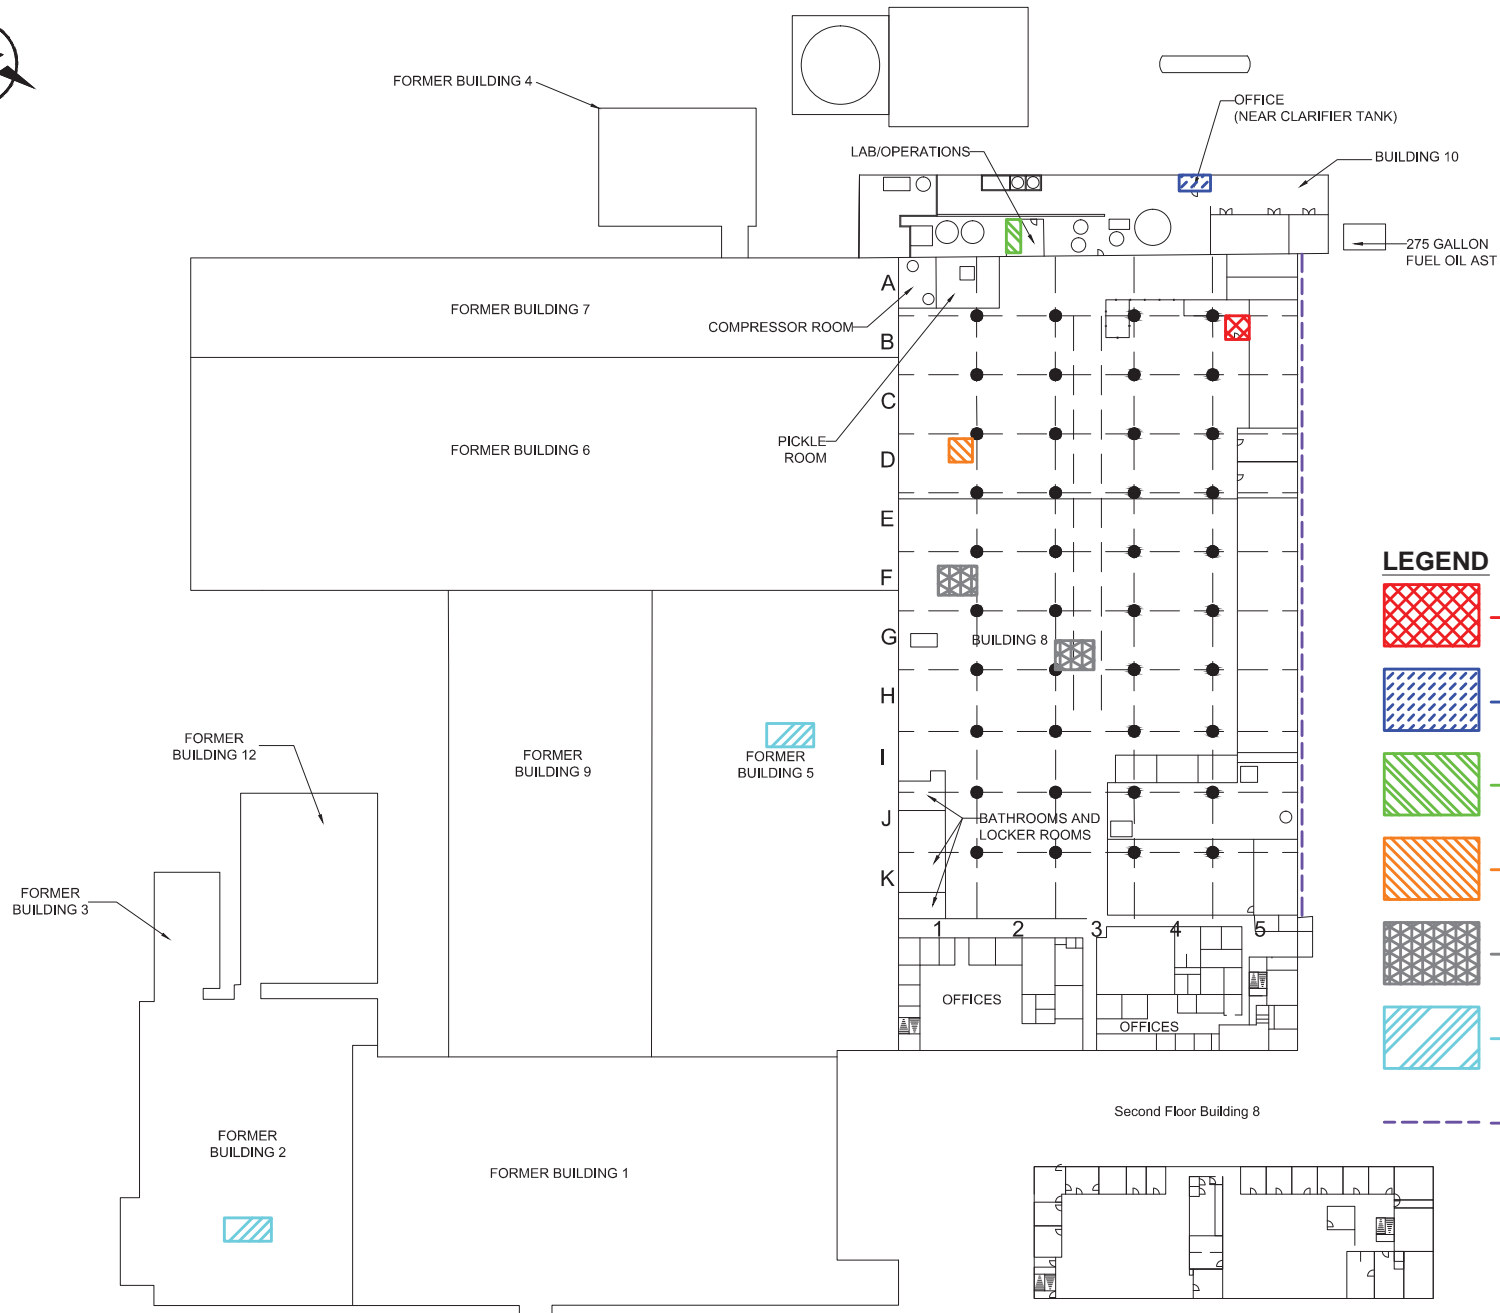 FORMER BUILDING 4
OFFICE
(NEAR CLARIFIER TANK)
LAB/OPERATIONS
BUILDING 10
275 GALLON
FUEL OIL AST
A
FORMER BUILDING 7
COMPRESSOR ROOM
B
C
FORMER BUILDING 6
PICKLE
ROOM
D
E
LEGEND
F
G
BUILDING 8
H
FORMER
BUILDING 12
FORMER
BUILDING 9
FORMER
BUILDING 5
I
J
BATHROOMS AND
LOCKER ROOMS
K
FORMER
BUILDING 3
1 2 3 4 5
OFFICES
OFFICES
Second Floor Building 8
FORMER
BUILDING 2
FORMER BUILDING 1